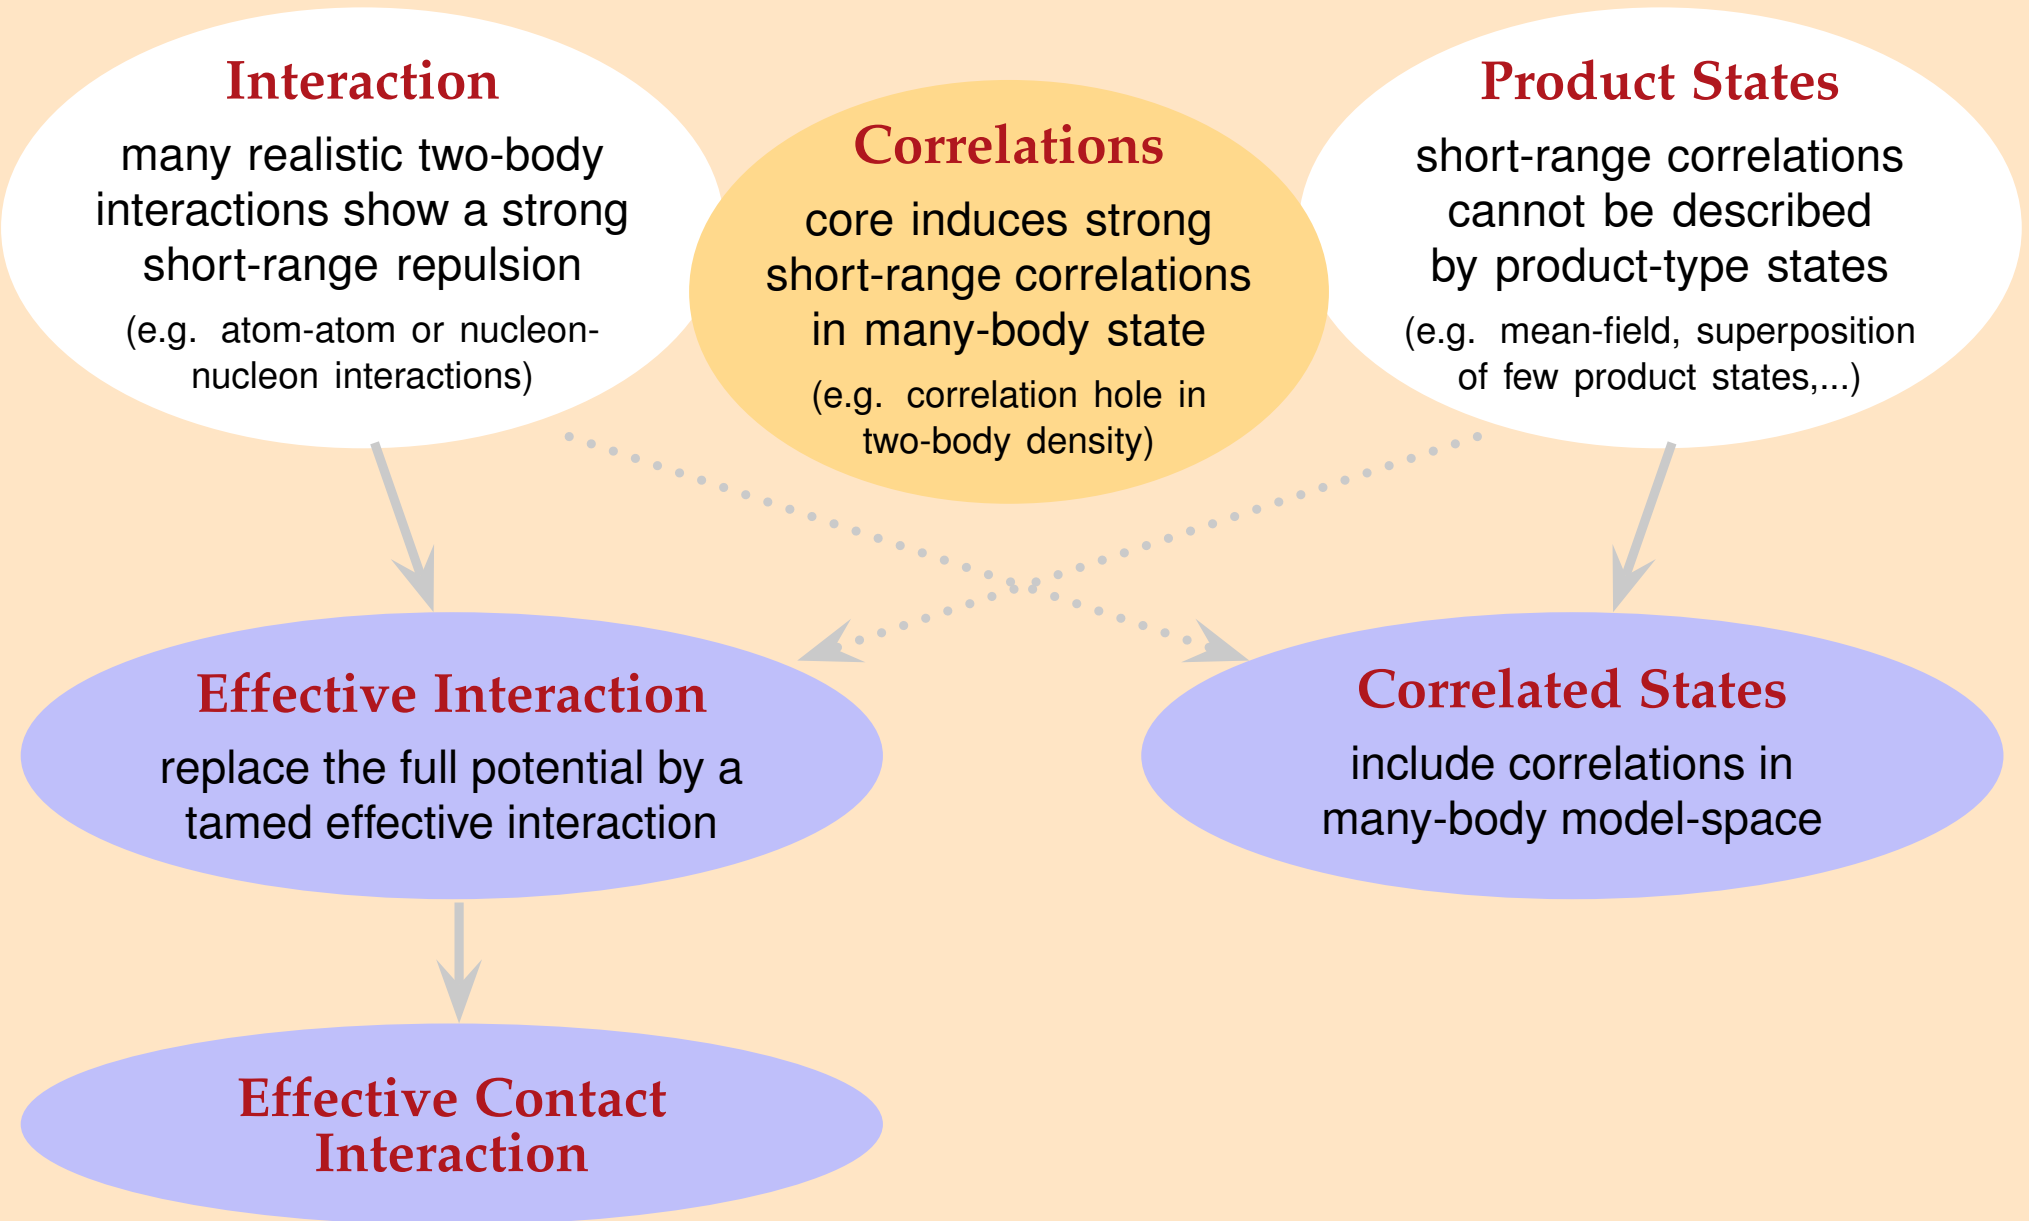 Interaction
many realistic two-body
interactions show a strong
short-range repulsion
(e.g. atom-atom or nucleon-
nucleon interactions)
Correlations
core induces strong
short-range correlations
in many-body state
(e.g. correlation hole in
two-body density)
Product States
short-range correlations
cannot be described
by product-type states
(e.g. mean-field, superposition
of few product states,...)
Effective Interaction
replace the full potential by a
tamed effective interaction
Correlated States
include correlations in
many-body model-space
Effective Contact
Interaction